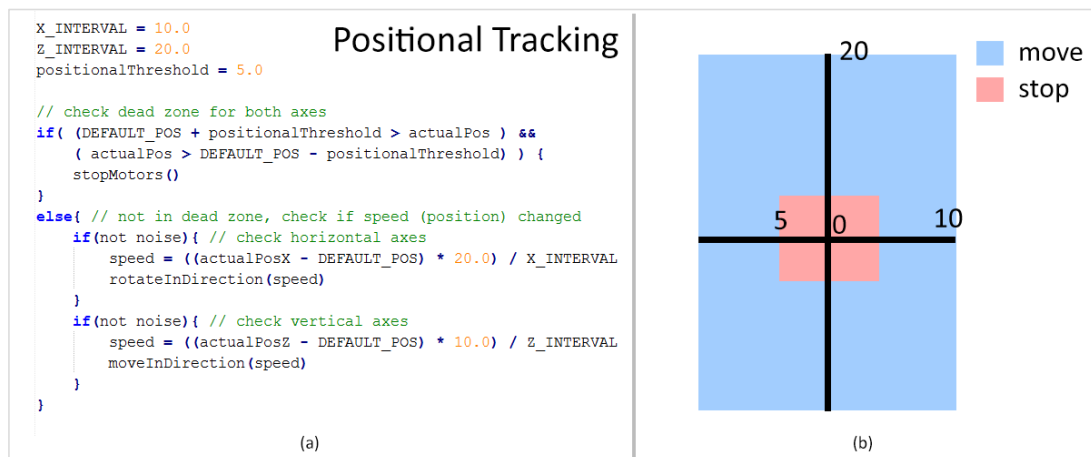 Positional Tracking
X_INTERVAL = 10.0
Z_INTERVAL = 20.0
positionalThreshold = 5.0
// check dead zone for both axes
if( (DEFAULT_POS + positionalThreshold > actualPos ) &&
( actualPos > DEFAULT_POS - positionalThreshold) ) {
stopMotors()
}
else{ // not in dead zone, check if speed (position) changed
if(not noise){ // check horizontal axes
speed = ((actualPosX - DEFAULT_POS) * 20.0) / X_INTERVAL
rotateInDirection(speed)
}
if(not noise){ // check vertical axes
speed = ((actualPosZ - DEFAULT_POS) * 10.0) / Z_INTERVAL
moveInDirection(speed)
}
}
(a)
20
5
0
10
move
stop
(b)